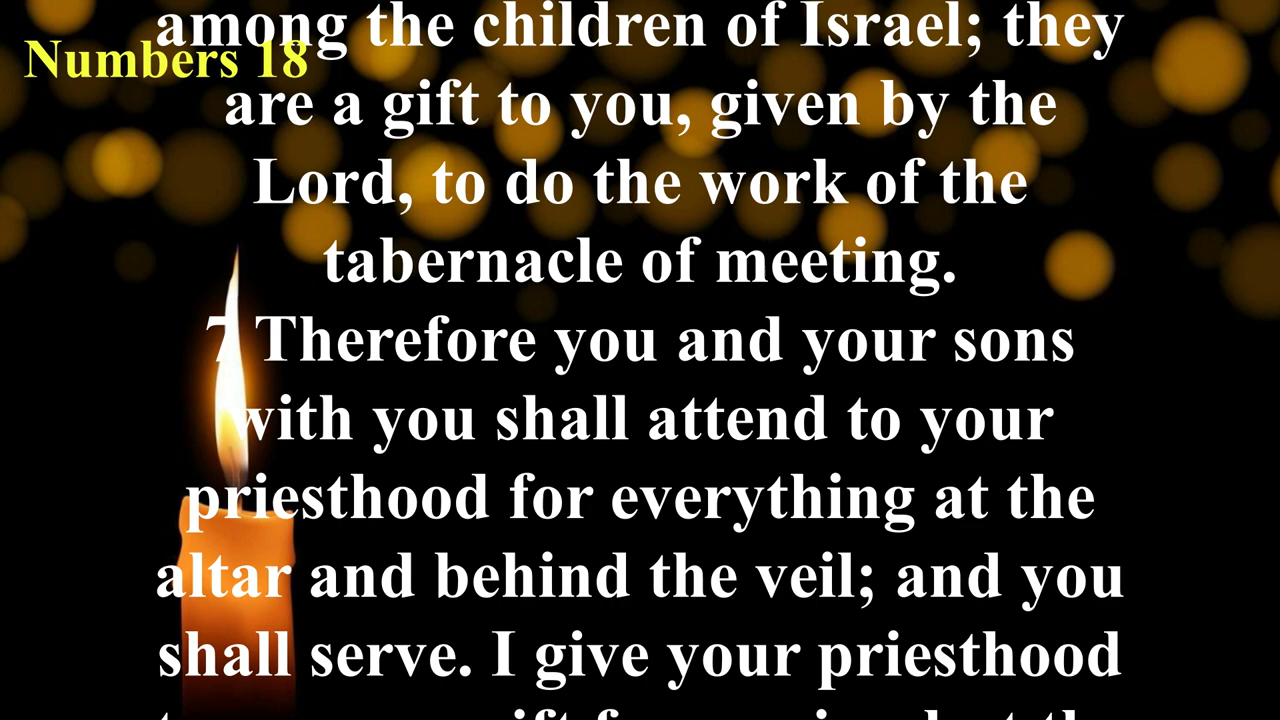 Numbers 18
among the children of Israel; they
are a gift to you, given by the
Lord, to do the work of the
tabernacle of meeting.
7 Therefore you and your sons
with you shall attend to your
priesthood for everything at the
altar and behind the veil; and you
shall serve. I give your priesthood